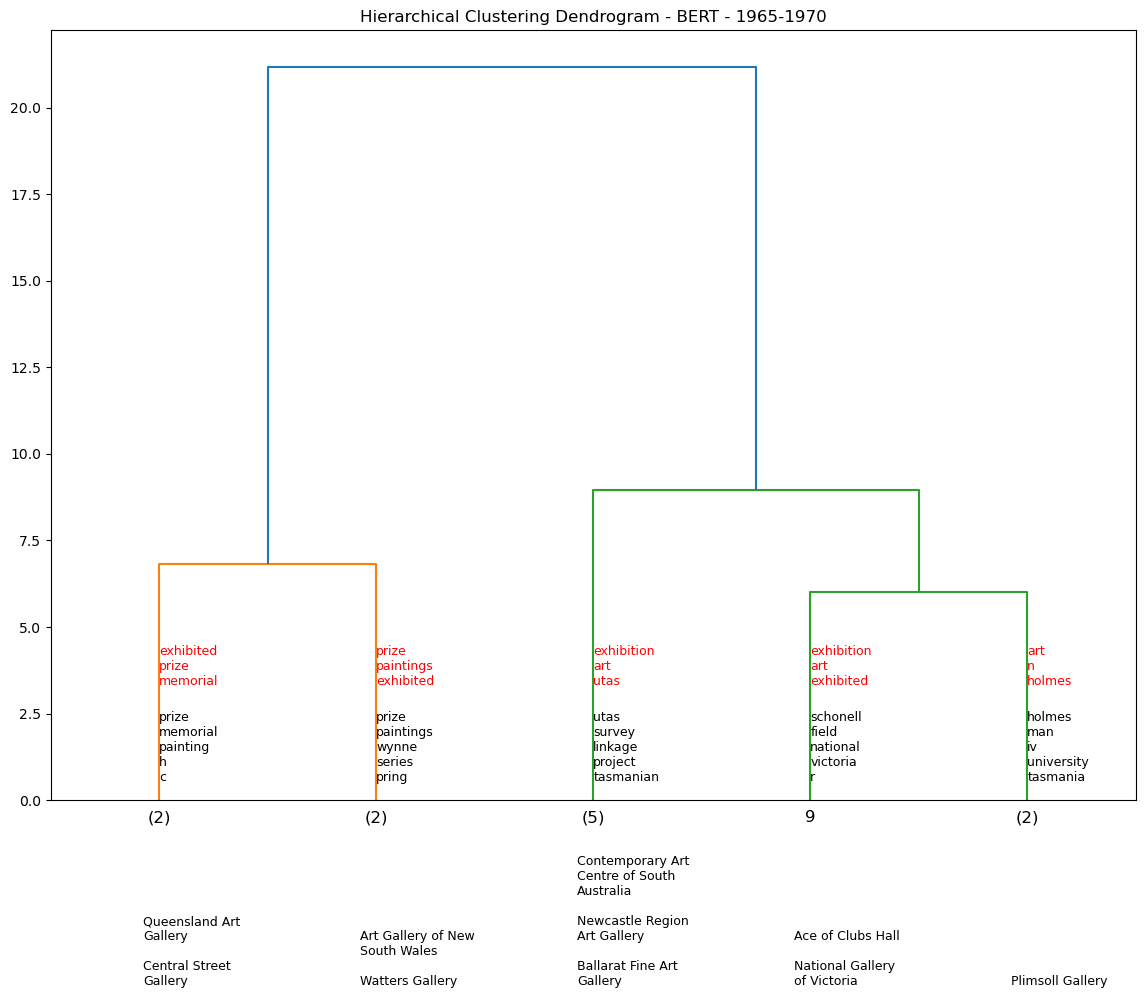 Hierarchical Clustering Dendrogram - BERT - 1965-1970
20.0
17.5
15.0
12.5
10.0
7.5
5.0
2.5
0.0
exhibited
prize
memorial
prize
memorial
painting
h
c
prize
paintings
exhibited
prize
paintings
wynne
series
pring
exhibition
art
utas
utas
survey
linkage
project
tasmanian
exhibition
art
exhibited
schonell
field
national
victoria
r
art
n
holmes
holmes
man
iv
university
tasmania
(2)
(2)
(5)
9
(2)
Queensland Art
Gallery
Central Street
Gallery
Art Gallery of New
South Wales
Watters Gallery
Contemporary Art
Centre of South
Australia
Newcastle Region
Art Gallery
Ballarat Fine Art
Gallery
Ace of Clubs Hall
National Gallery
of Victoria
Plimsoll Gallery